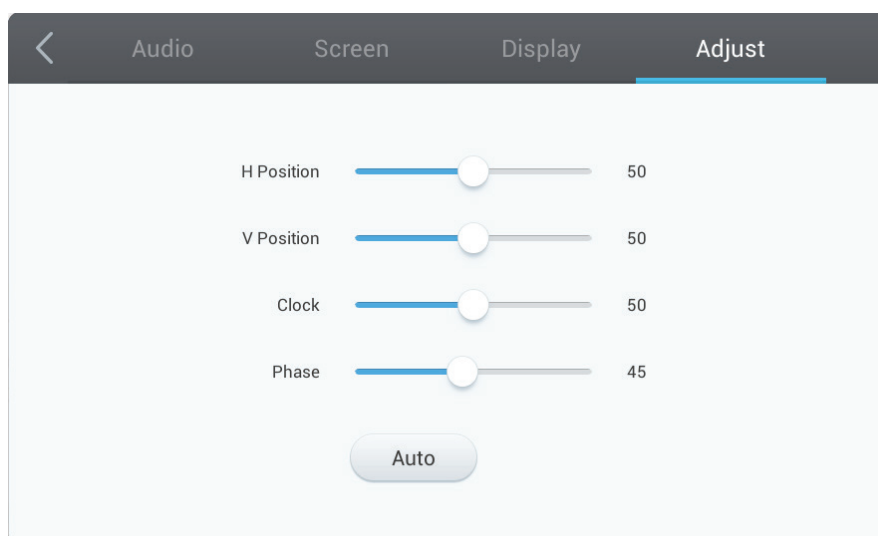 Audio Screen Display Adjust
H Position 50
V Position 50
Clock 50
Phase 45
Auto